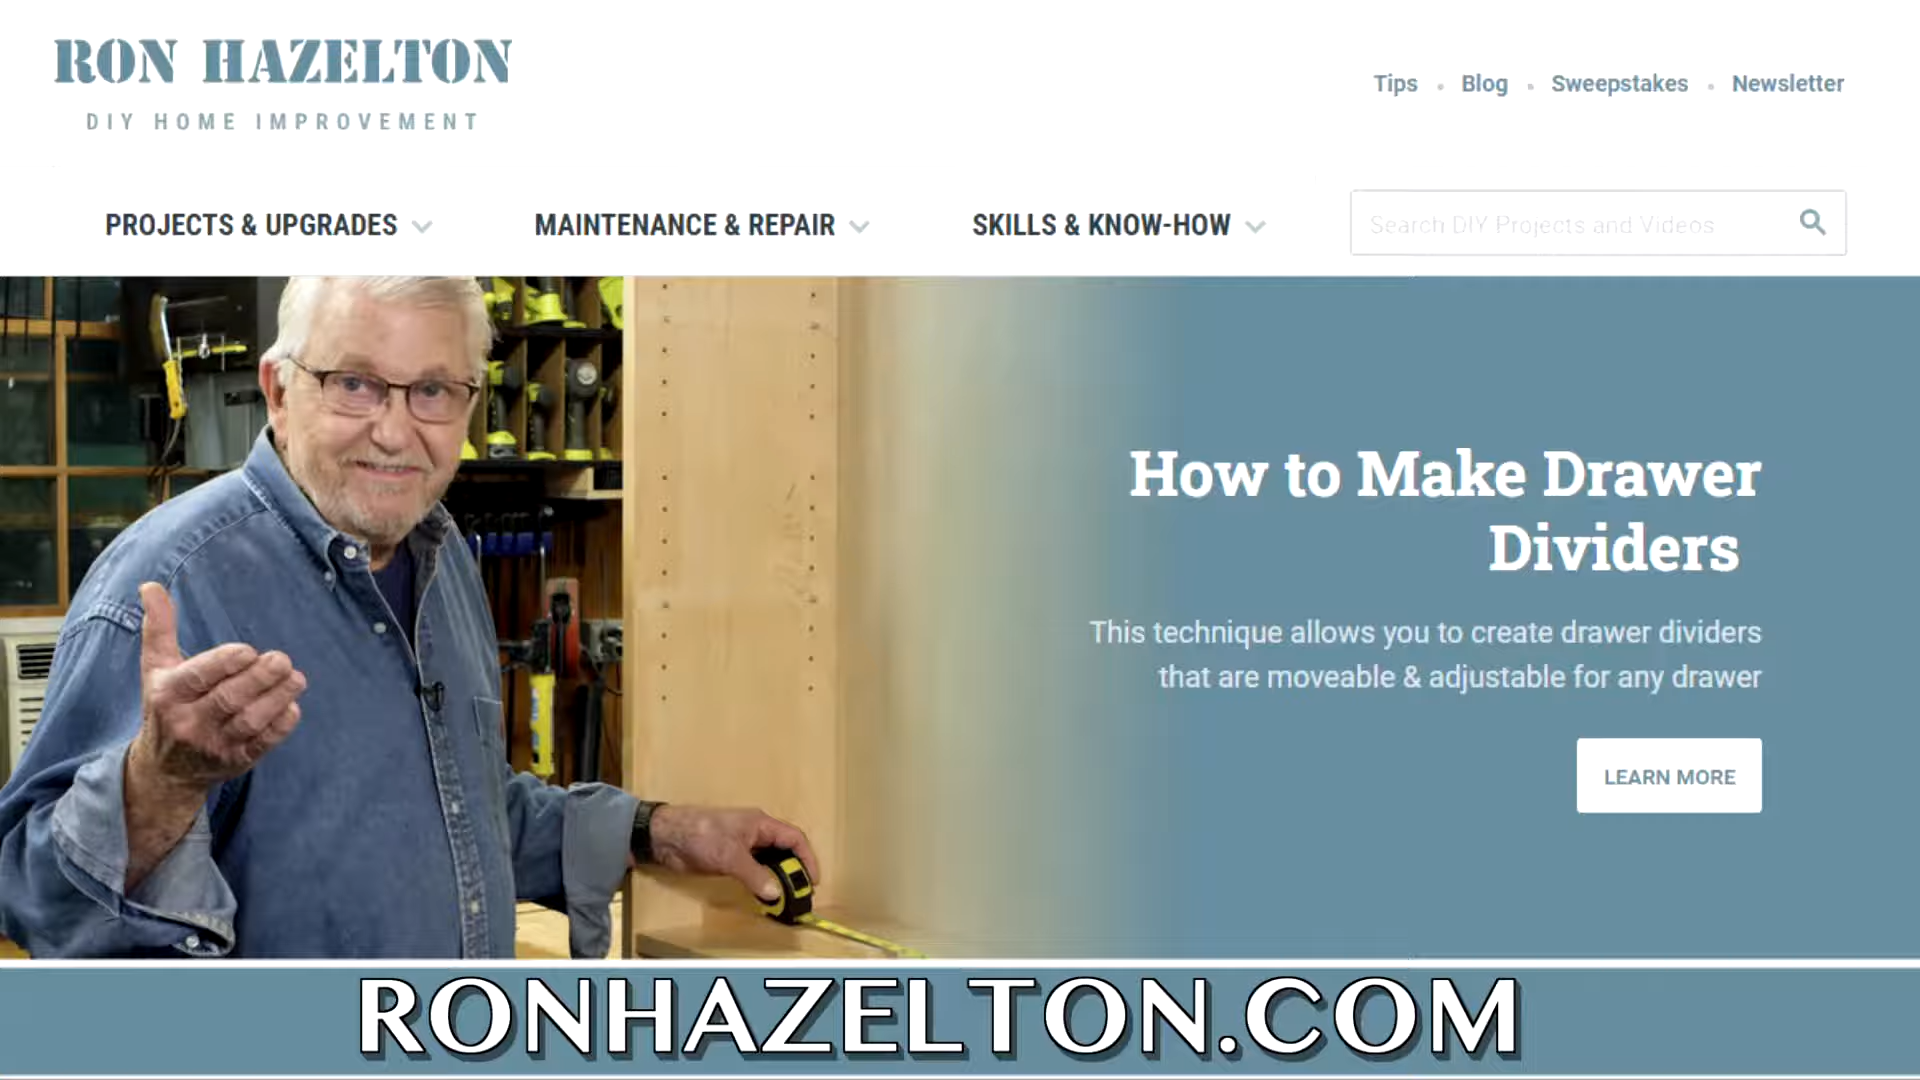 RON HAZELTON
DIY HOME IMPROVEMENT
Tips • Blog • Sweepstakes • Newsletter
PROJECTS & UPGRADES
MAINTENANCE & REPAIR
SKILLS & KNOW-HOW
Search DIY Projects and Videos
How to Make Drawer
Dividers
This technique allows you to create drawer dividers
that are moveable & adjustable for any drawer
LEARN MORE
RONHAZELTON.COM